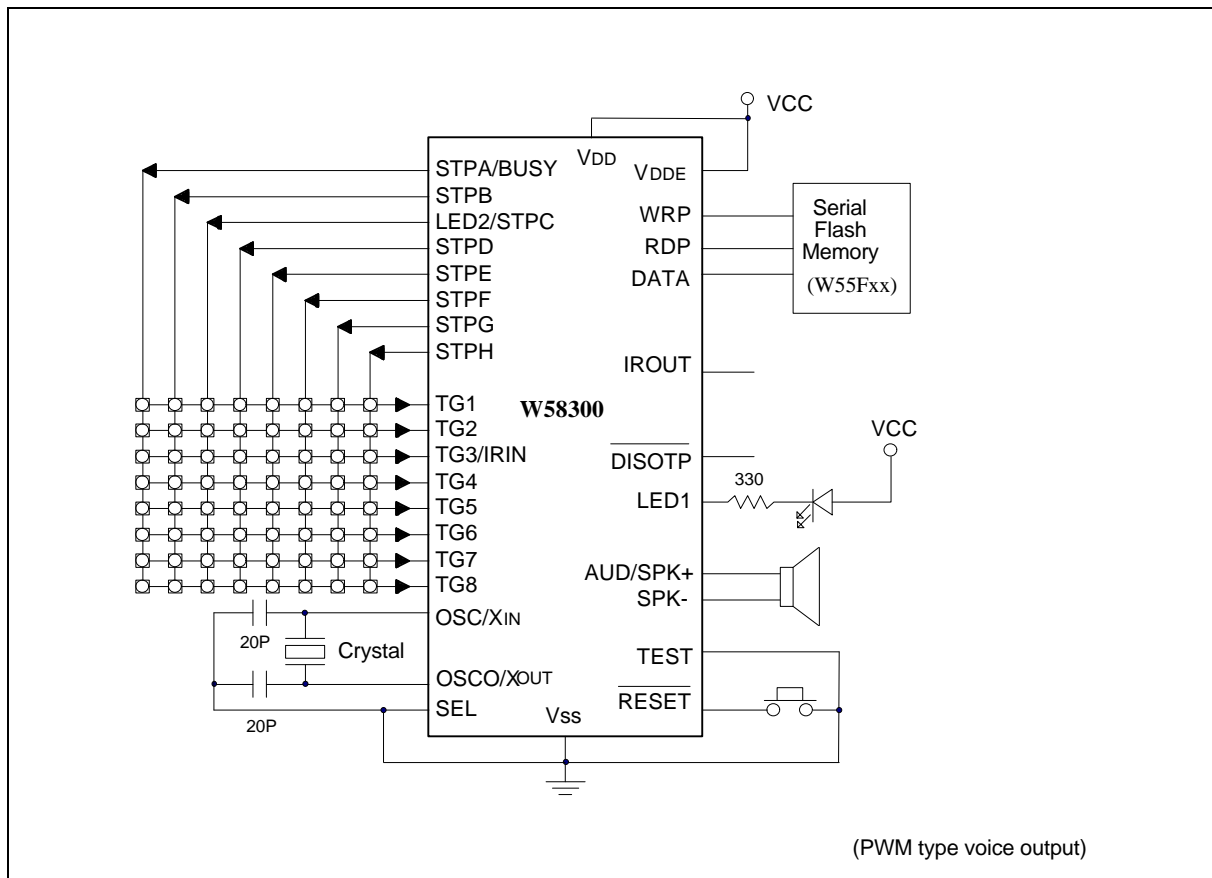 VCC
VDD
VDDE
STPA/BUSY
STPB
LED2/STPC
STPD
STPE
STPF
STPG
STPH
WRP
RDP
DATA
Serial
Flash
Memory
(W55Fxx)
IROUT
TG1
TG2
TG3/IRIN
TG4
TG5
TG6
TG7
TG8
W58300
DISOTP
VCC
330
LED1
AUD/SPK+
SPK-
OSC/XIN
20P
Crystal
OSCO/XOUT
20P
SEL
TEST
RESET
Vss
(PWM type voice output)